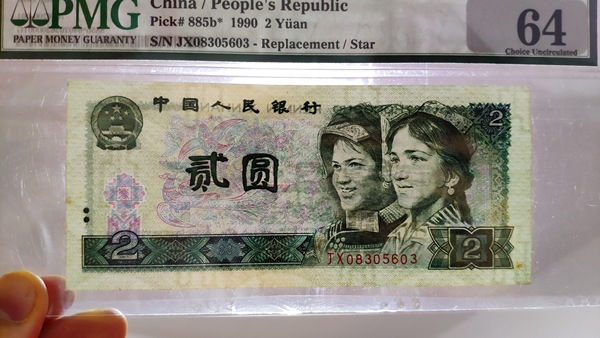 PMG
PAPER MONEY GUARANTY
China / People's Republic
Pick# 885b* 1990 2 Yüan
S/N JX08305603 - Replacement / Star
64
Choice Uncirculated
中国人民银行
2
贰圆
2
JX08305603
2